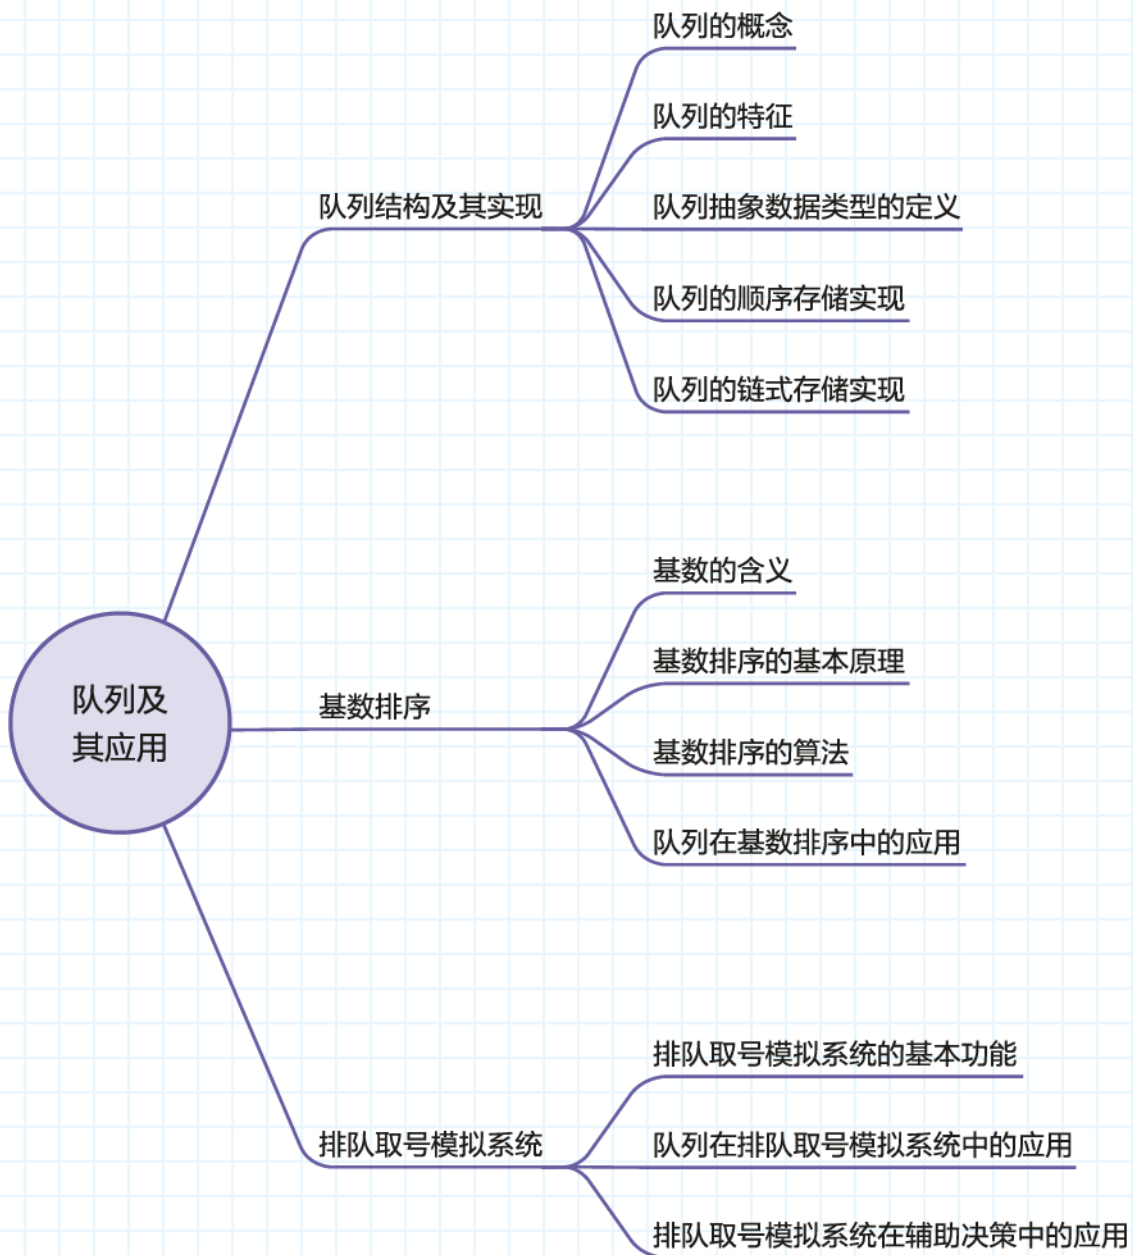 队列及
其应用
队列结构及其实现
队列的概念
队列的特征
队列抽象数据类型的定义
队列的顺序存储实现
队列的链式存储实现
基数排序
基数的含义
基数排序的基本原理
基数排序的算法
队列在基数排序中的应用
排队取号模拟系统
排队取号模拟系统的基本功能
队列在排队取号模拟系统中的应用
排队取号模拟系统在辅助决策中的应用